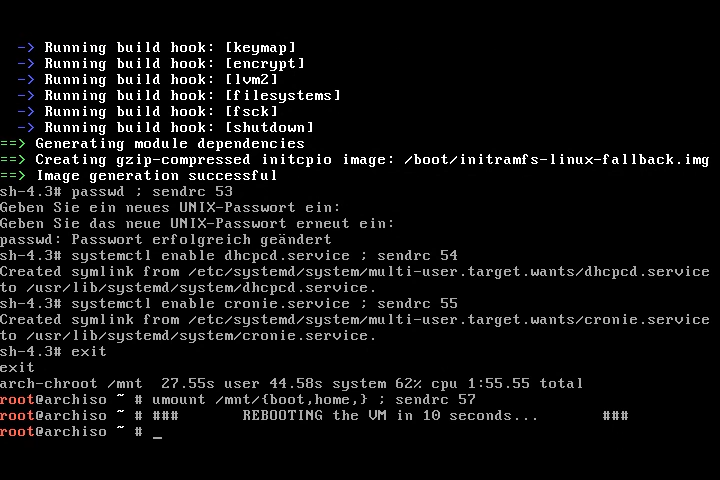 -> Running build hook: [keymap]
-> Running build hook: [encrypt]
-> Running build hook: [lvm2]
-> Running build hook: [filesystems]
-> Running build hook: [fsck]
-> Running build hook: [shutdown]
==> Generating module dependencies
==> Creating gzip-compressed initcpio image: /boot/initramfs-linux-fallback.img
==> Image generation successful
sh-4.3# passwd ; sendrc 53
Geben Sie ein neues UNIX-Passwort ein:
Geben Sie das neue UNIX-Passwort erneut ein:
passwd: Passwort erfolgreich geändert
sh-4.3# systemctl enable dhcpcd.service ; sendrc 54
Created symlink from /etc/systemd/system/multi-user.target.wants/dhcpcd.service
to /usr/lib/systemd/system/dhcpcd.service.
sh-4.3# systemctl enable cronie.service ; sendrc 55
Created symlink from /etc/systemd/system/multi-user.target.wants/cronie.service
to /usr/lib/systemd/system/cronie.service.
sh-4.3# exit
exit
arch-chroot /mnt  27.55s user 44.58s system 62% cpu 1:55.55 total
root@archiso ~ # umount /mnt/{boot,home,} ; sendrc 57
root@archiso ~ # ###       REBOOTING the VM in 10 seconds...       ###
root@archiso ~ # _